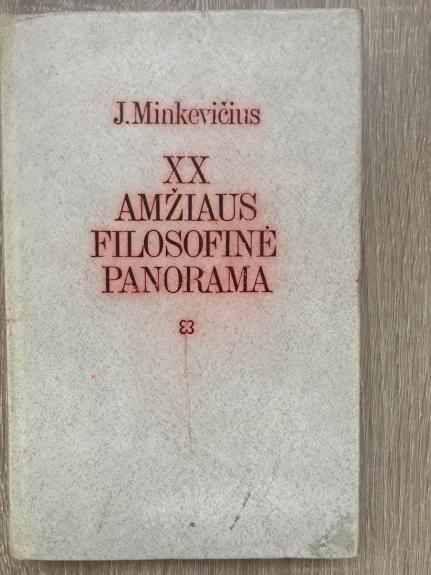 J. Minkevičius
XX
AMŽIAUS
FILOSOFINĖ
PANORAMA